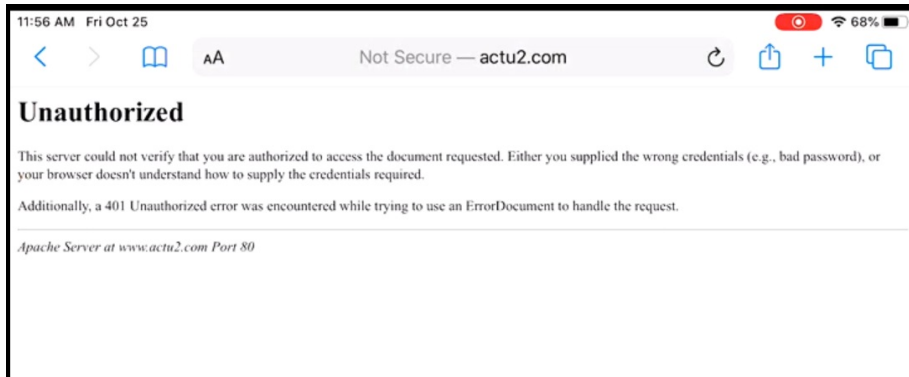 11:56 AM Fri Oct 25
68%
AA
Not Secure — actu2.com
Unauthorized
This server could not verify that you are authorized to access the document requested. Either you supplied the wrong credentials (e.g., bad password), or
your browser doesn't understand how to supply the credentials required.
Additionally, a 401 Unauthorized error was encountered while trying to use an ErrorDocument to handle the request.
Apache Server at www.actu2.com Port 80